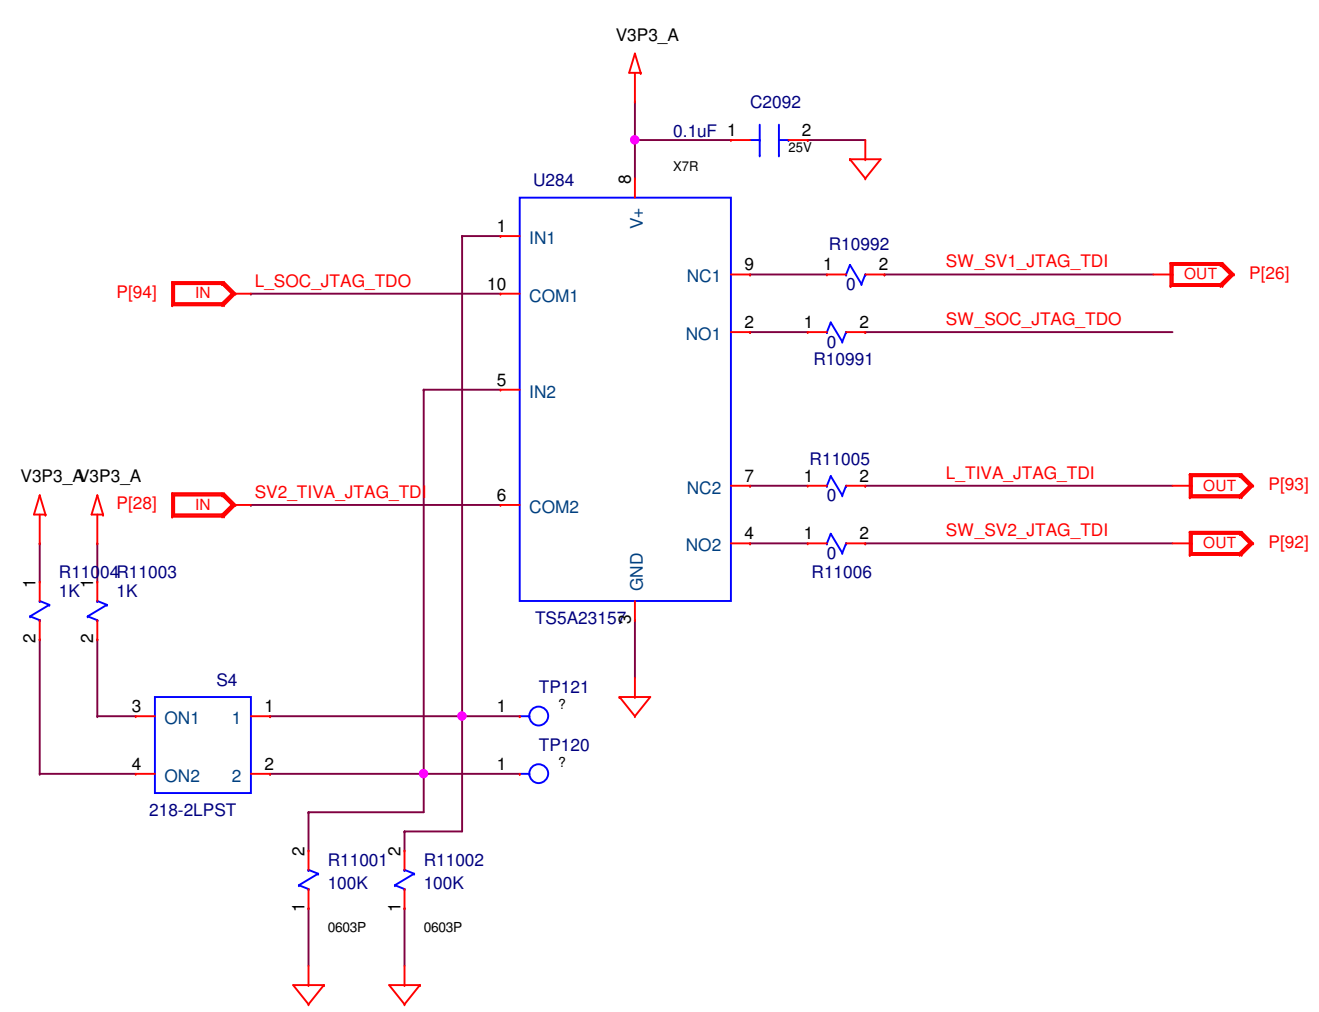 V3P3_A
C2092
0.1uF 1 2
25V
X7R
8
U284
V+
1 IN1
R10992
NC1 9 1 2 SW_SV1_JTAG_TDI OUT P[26]
0
P[94] IN L_SOC_JTAG_TDO 10 COM1
NO1 2 1 2 SW_SOC_JTAG_TDO
0
R10991
5 IN2
R11005
V3P3_A V3P3_A
P[28] IN SV2_TIVA_JTAG_TDI 6 COM2
NC2 7 1 2 L_TIVA_JTAG_TDI OUT P[93]
0
NO2 4 1 2 SW_SV2_JTAG_TDI OUT P[92]
0
R11006
GND
1 R11004 1 R11003
1K 1K
TS5A23157
3
2 2
S4
TP121
?
3 ON1 1 1 1
TP120
?
4 ON2 2 2 1
218-2LPST
2 R11001 2 R11002
100K 100K
1 1
0603P 0603P